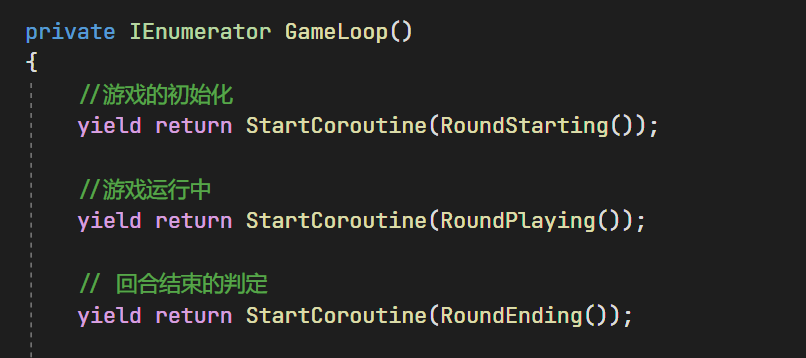 private IEnumerator GameLoop()
{
//游戏的初始化
yield return StartCoroutine(RoundStarting());
//游戏运行中
yield return StartCoroutine(RoundPlaying());
// 回合结束的判定
yield return StartCoroutine(RoundEnding());